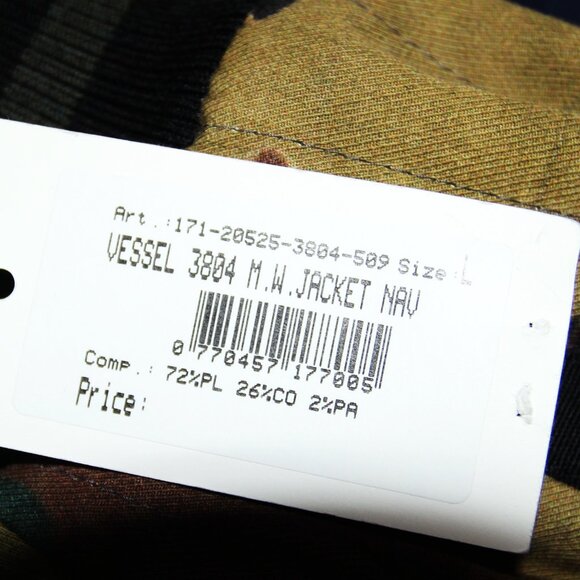 Art.:171-20525-3804-509 Size:L
VESSEL 3804 M.W.JACKET NAV
0 770457 177005
Comp.: 72%PL 26%CO 2%PA
Price: